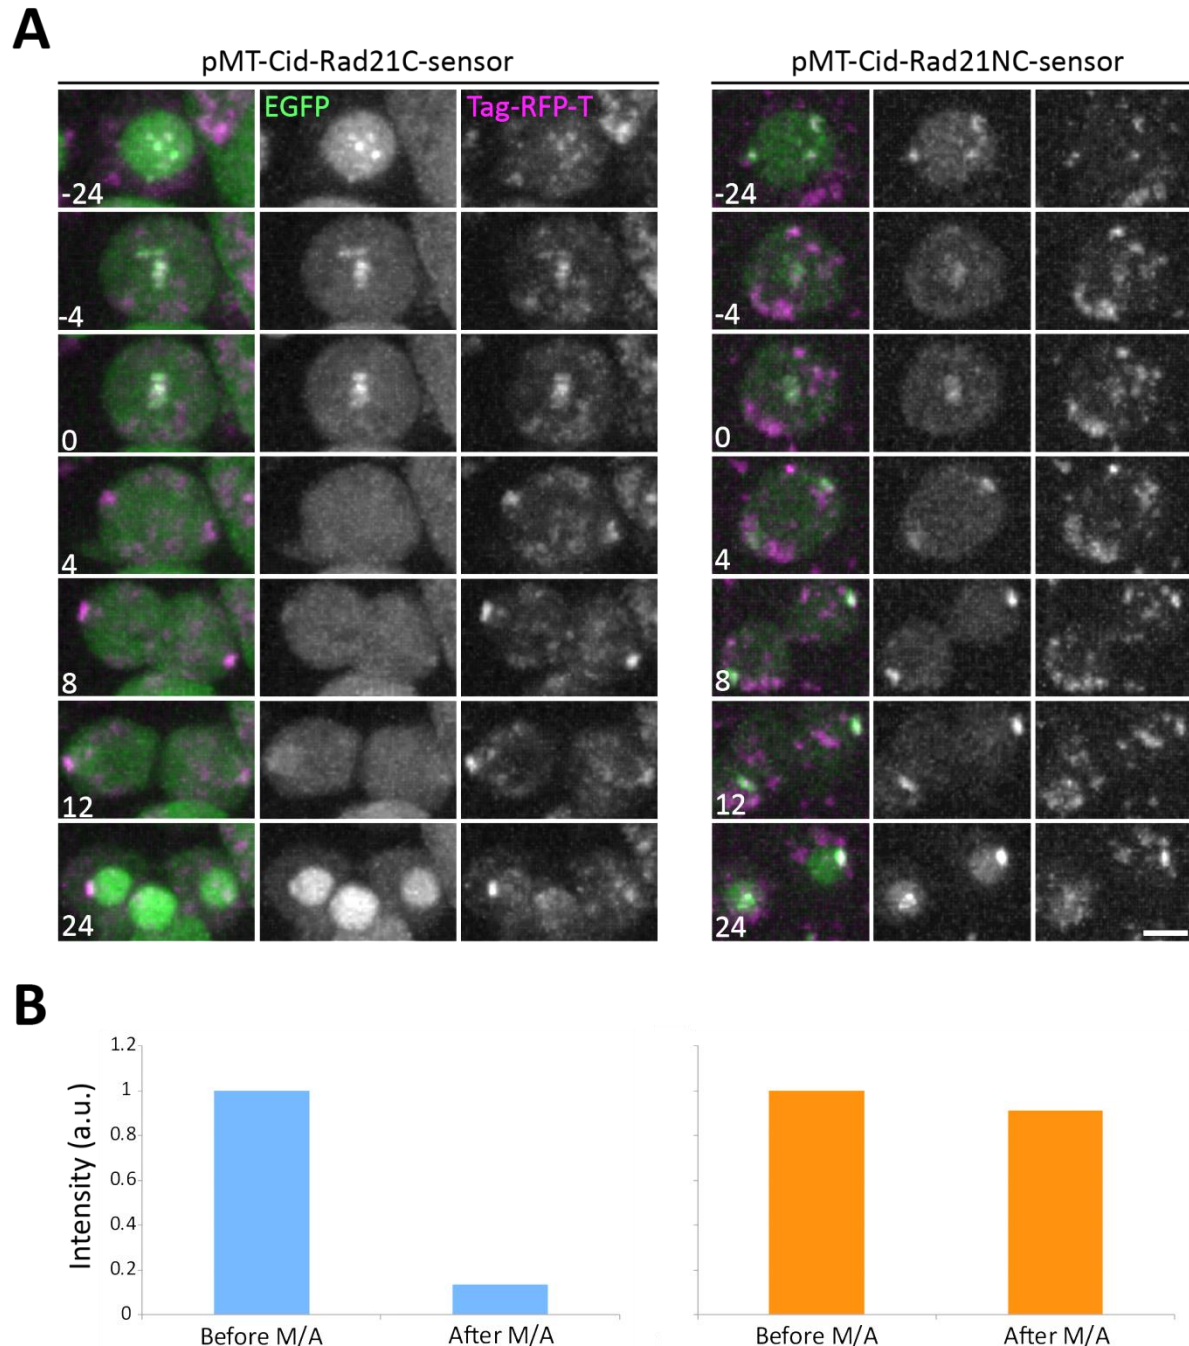 A
pMT-Cid-Rad21C-sensor
pMT-Cid-Rad21NC-sensor
EGFP
Tag-RFP-T
-24
-24
-4
-4
0
0
4
4
8
8
12
12
24
24
B
Intensity (a.u.)
1.2
1
0.8
0.6
0.4
0.2
0
Before M/A
After M/A
Before M/A
After M/A